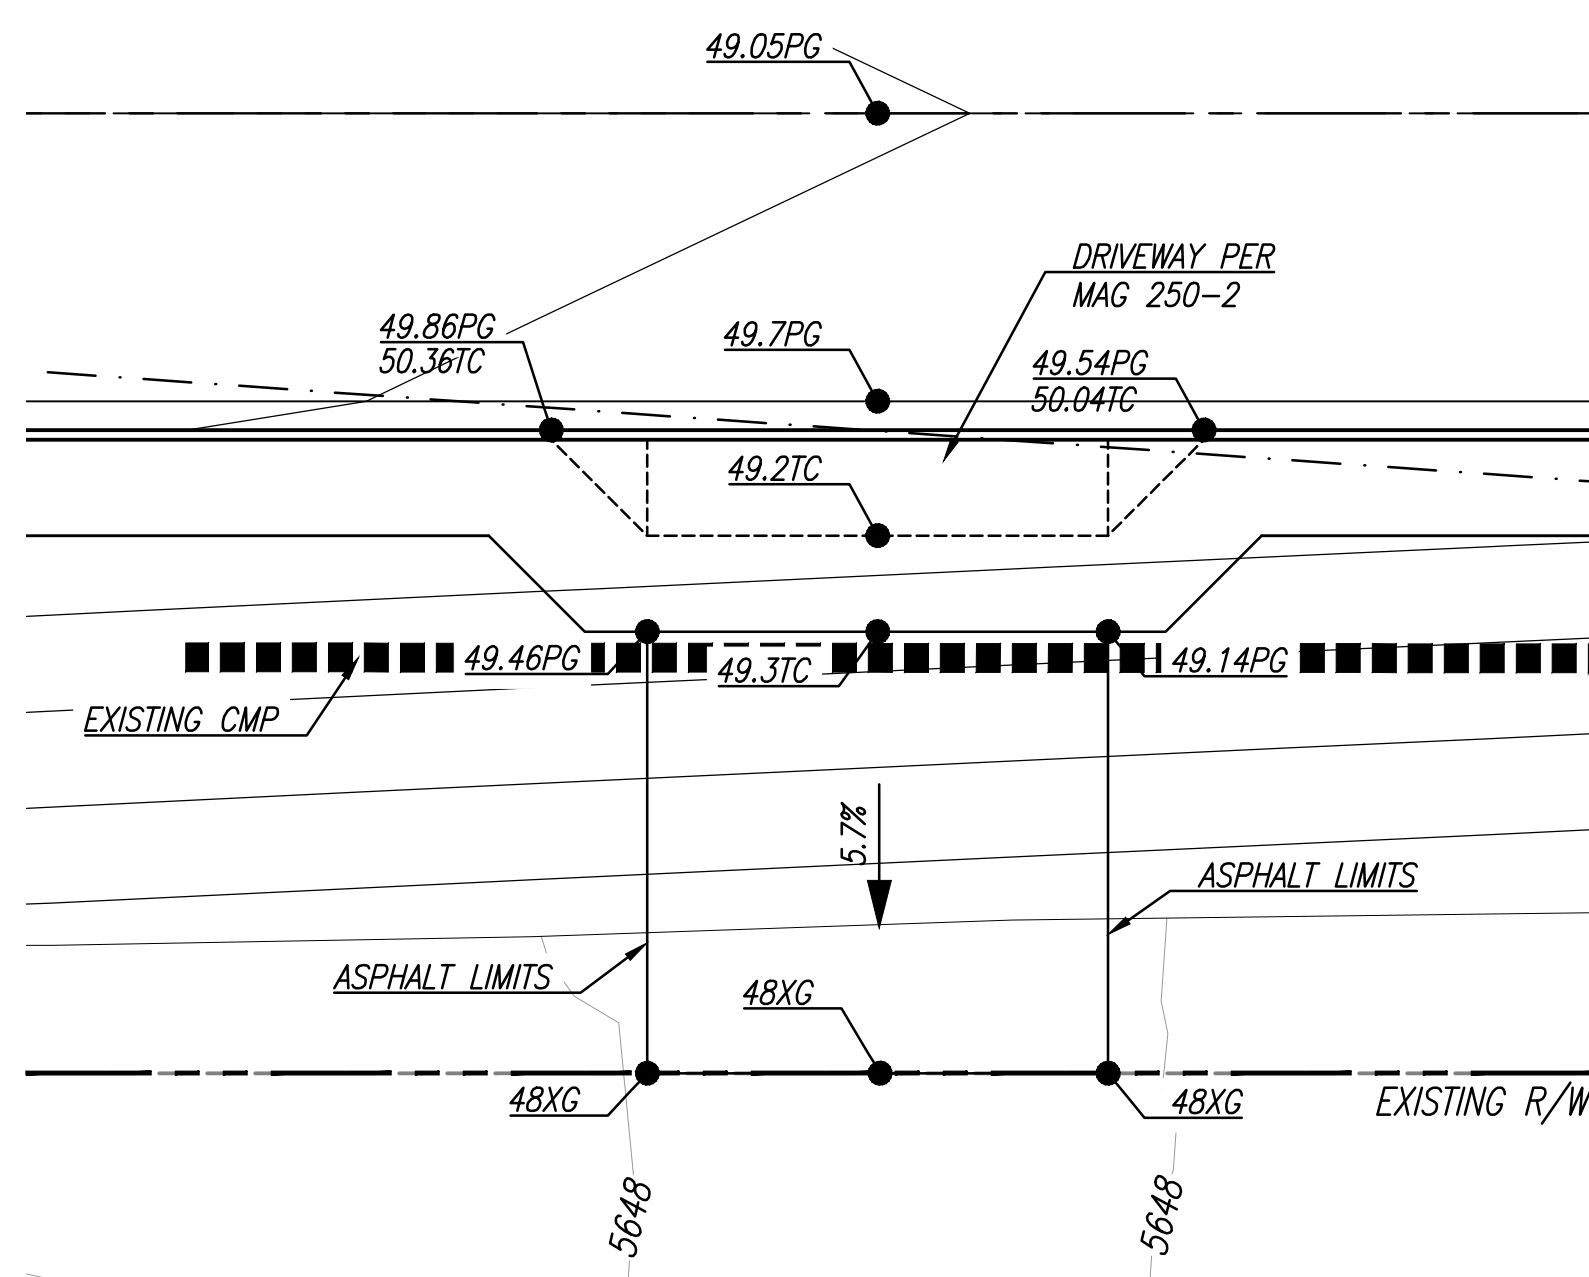 49.05PG
DRIVEWAY PER
MAG 250-2
49.86PG
50.36TC
49.7PG
49.54PG
50.04TC
49.2TC
49.46PG
49.3TC
49.14PG
EXISTING CMP
5.7%
ASPHALT LIMITS
ASPHALT LIMITS
48XG
48XG
48XG
EXISTING R/W
5648
5648